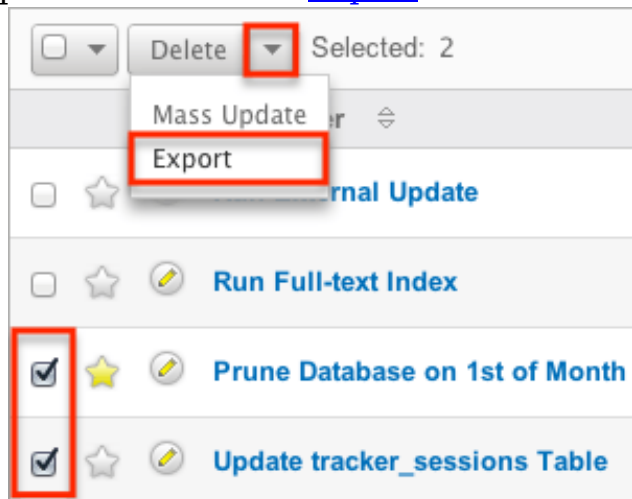 Delete Selected: 2
Mass Update
Export
Update
Run Full-text Index
Prune Database on 1st of Month
Update tracker_sessions Table